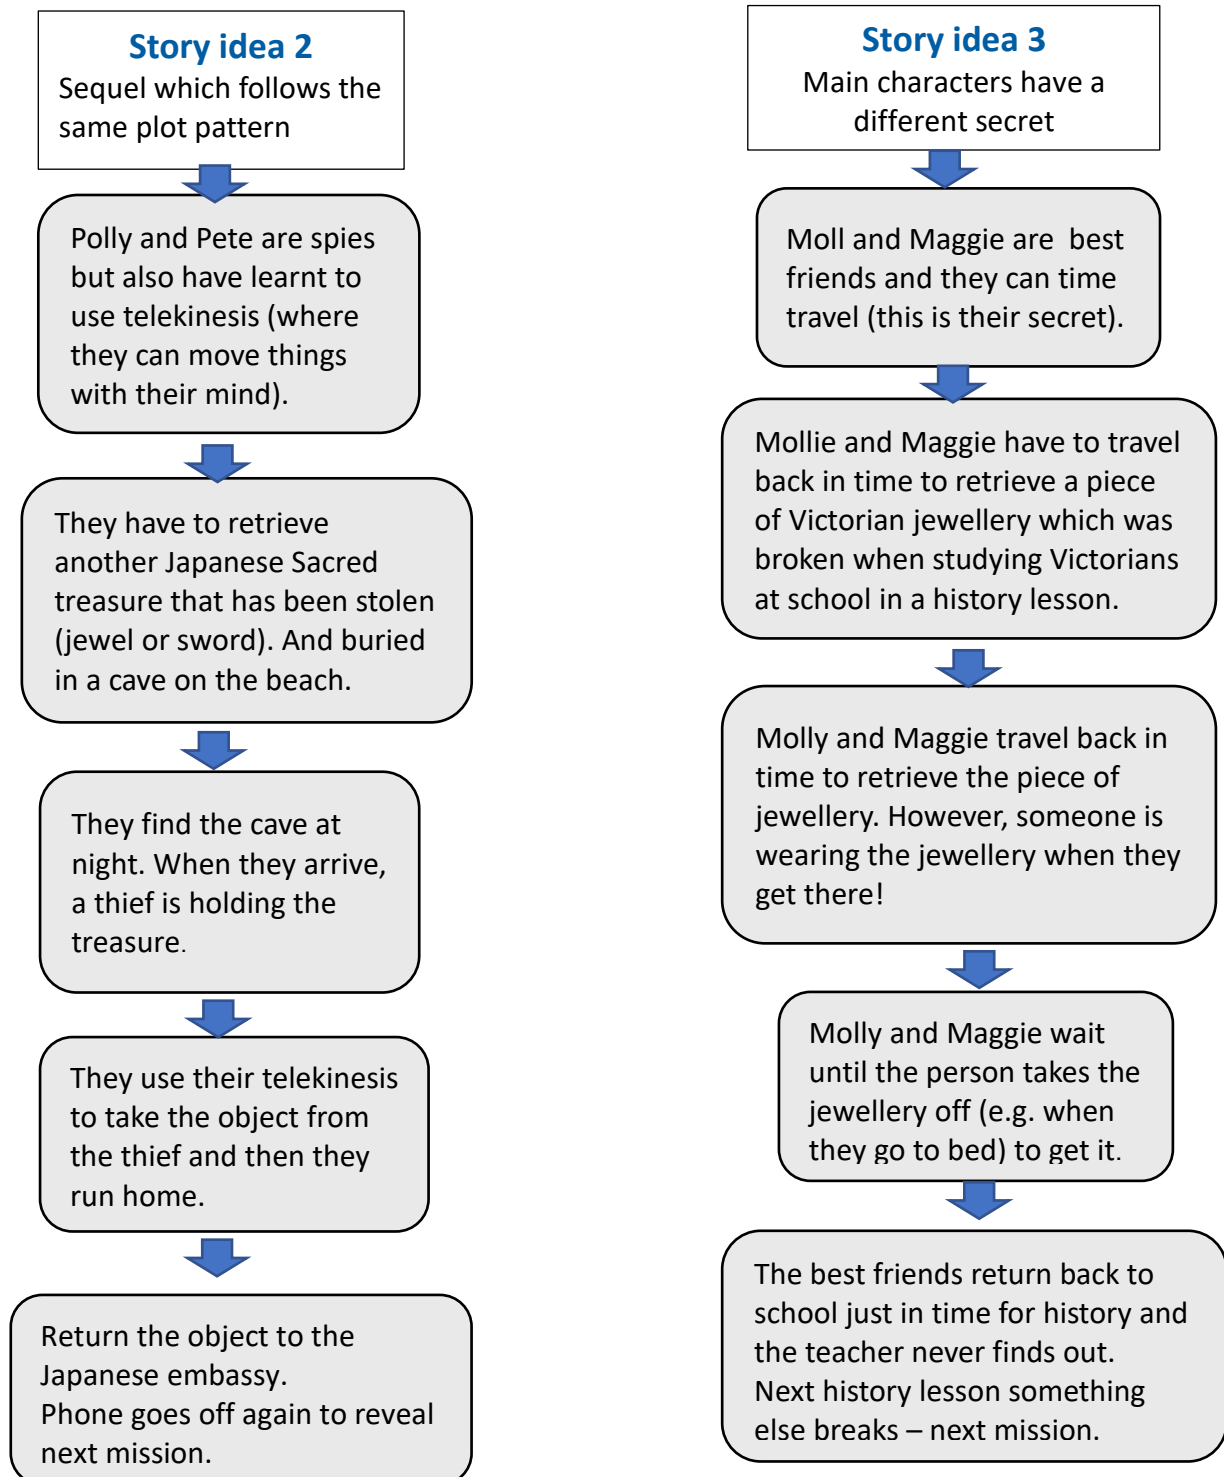 Story idea 2
Sequel which follows the
same plot pattern
Polly and Pete are spies
but also have learnt to
use telekinesis (where
they can move things
with their mind).
They have to retrieve
another Japanese Sacred
treasure that has been stolen
(jewel or sword). And buried
in a cave on the beach.
They find the cave at
night. When they arrive,
a thief is holding the
treasure.
They use their telekinesis
to take the object from
the thief and then they
run home.
Return the object to the
Japanese embassy.
Phone goes off again to reveal
next mission.
Story idea 3
Main characters have a
different secret
Moll and Maggie are  best
friends and they can time
travel (this is their secret).
Mollie and Maggie have to travel
back in time to retrieve a piece
of Victorian jewellery which was
broken when studying Victorians
at school in a history lesson.
Molly and Maggie travel back in
time to retrieve the piece of
jewellery. However, someone is
wearing the jewellery when they
get there!
Molly and Maggie wait
until the person takes the
jewellery off (e.g. when
they go to bed) to get it.
The best friends return back to
school just in time for history and
the teacher never finds out.
Next history lesson something
else breaks – next mission.